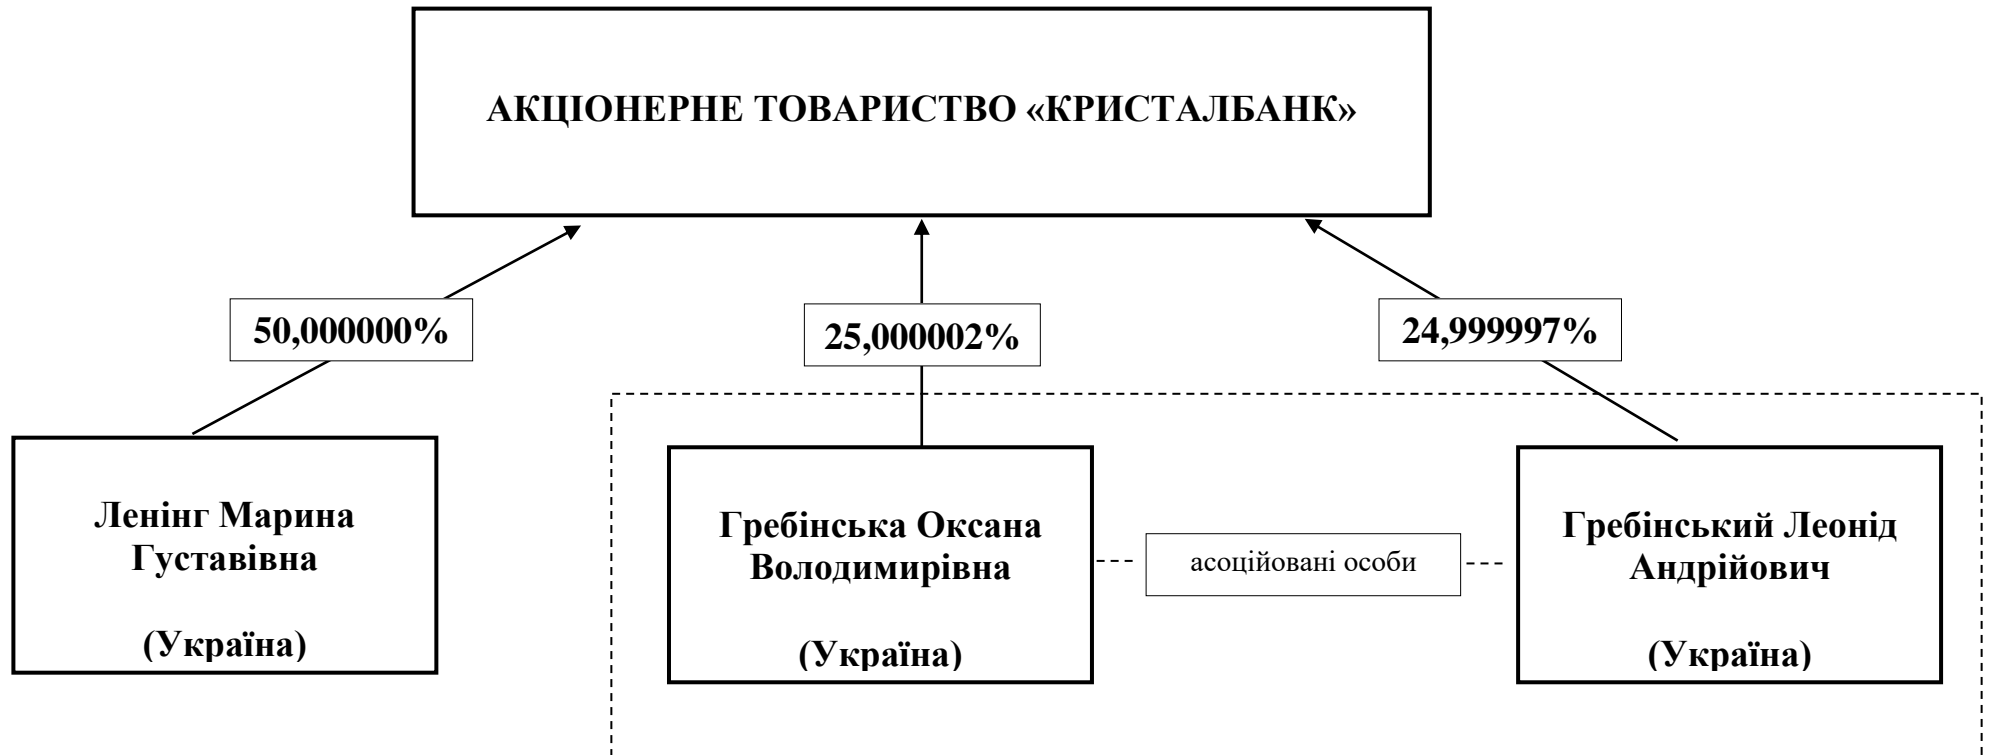 АКЦІОНЕРНЕ ТОВАРИСТВО «КРИСТАЛБАНК»
50,000000%
25,000002%
24,999997%
Ленінг Марина
Густавівна
(Україна)
Гребінська Оксана
Володимирівна
(Україна)
асоційовані особи
Гребінський Леонід
Андрійович
(Україна)